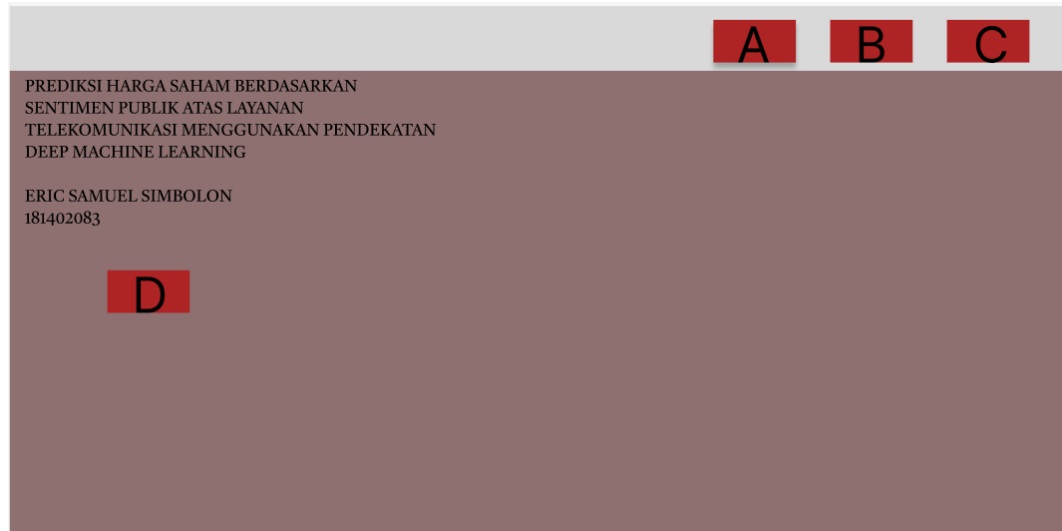 A B C
PREDIKSI HARGA SAHAM BERDASARKAN
SENTIMEN PUBLIK ATAS LAYANAN
TELEKOMUNIKASI MENGGUNAKAN PENDEKATAN
DEEP MACHINE LEARNING
ERIC SAMUEL SIMBOLON
181402083
D